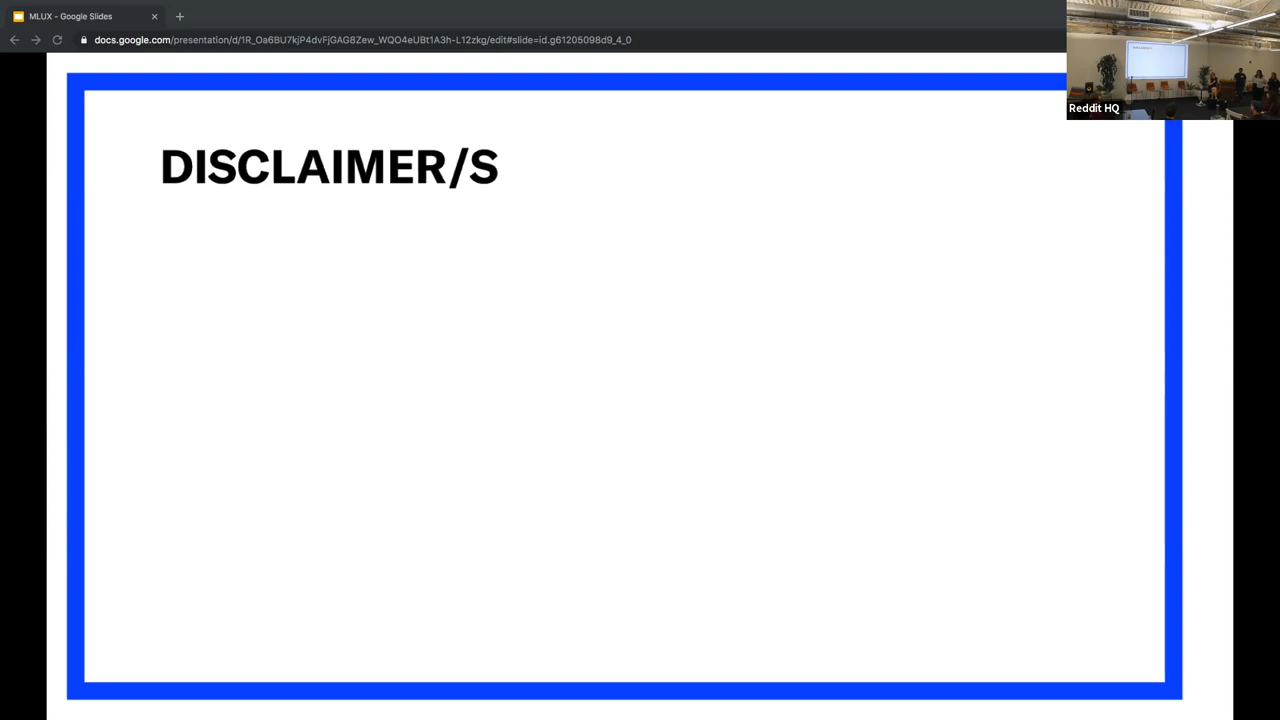 MLUX - Google Slides
docs.google.com/presentation/d/1R_Oa6BU7kjP4dvFjGAG8Zew_WQO4eUBt1A3h-L12zkg/edit#slide=id.g61205098d9_4_0
Reddit HQ
DISCLAIMER/S